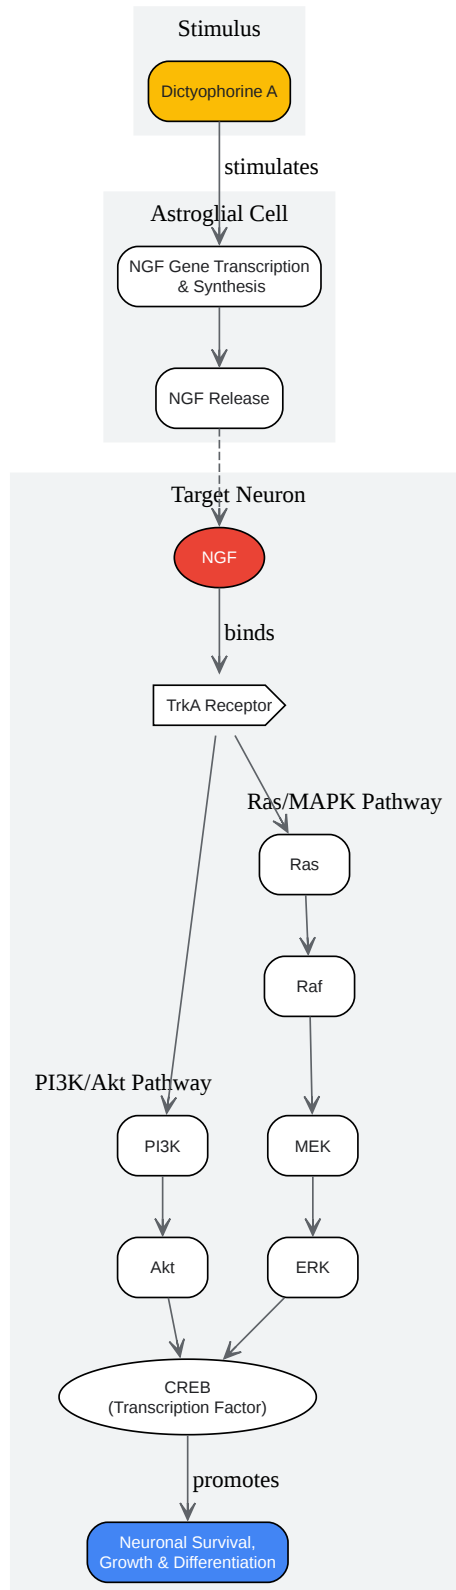 Stimulus
Dictyophorine A
stimulates
Astroglial Cell
NGF Gene Transcription
& Synthesis
NGF Release
Target Neuron
NGF
binds
TrkA Receptor
Ras/MAPK Pathway
Ras
Raf
PI3K/Akt Pathway
PI3K
MEK
Akt
ERK
CREB
(Transcription Factor)
promotes
Neuronal Survival,
Growth & Differentiation